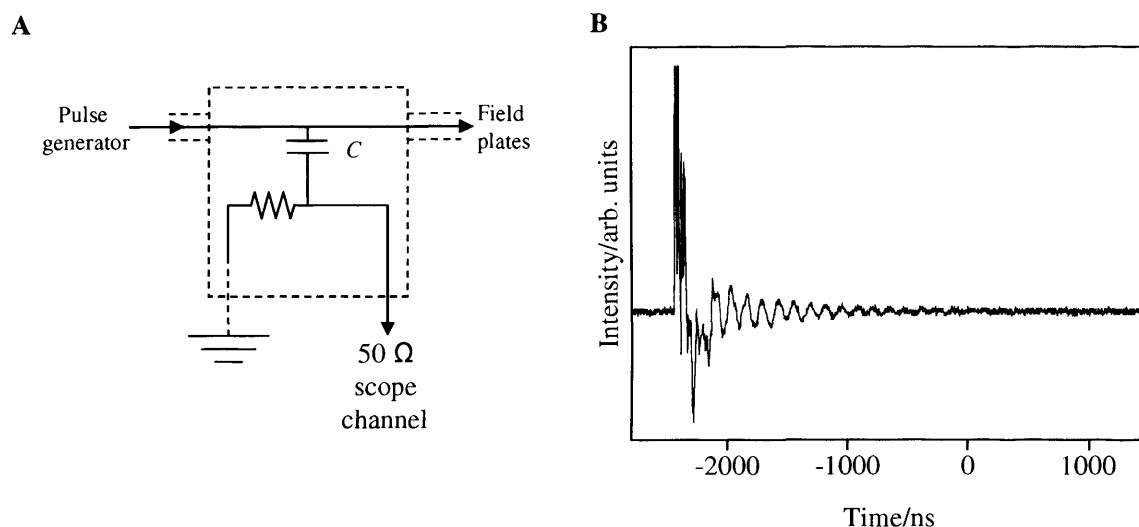 A
Pulse
generator
C
Field
plates
50 Ω
scope
channel
B
Intensity/arb. units
-2000 -1000 0 1000
Time/ns